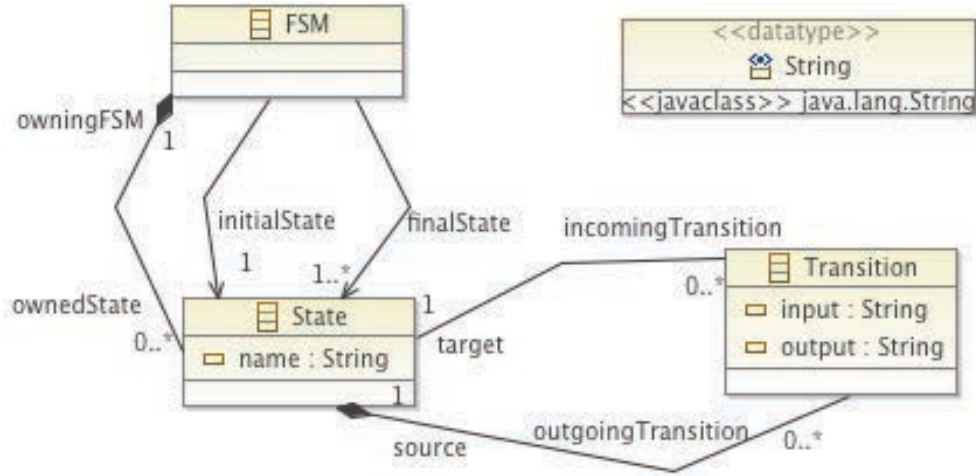 FSM
<<datatype>>
String
<<javaclass>> java.lang.String
owningFSM
1
initialState
finalState
incomingTransition
1
1..*
0..*
Transition
ownedState
0..*
State
1
target
input : String
name : String
output : String
1
source
outgoingTransition
0..*